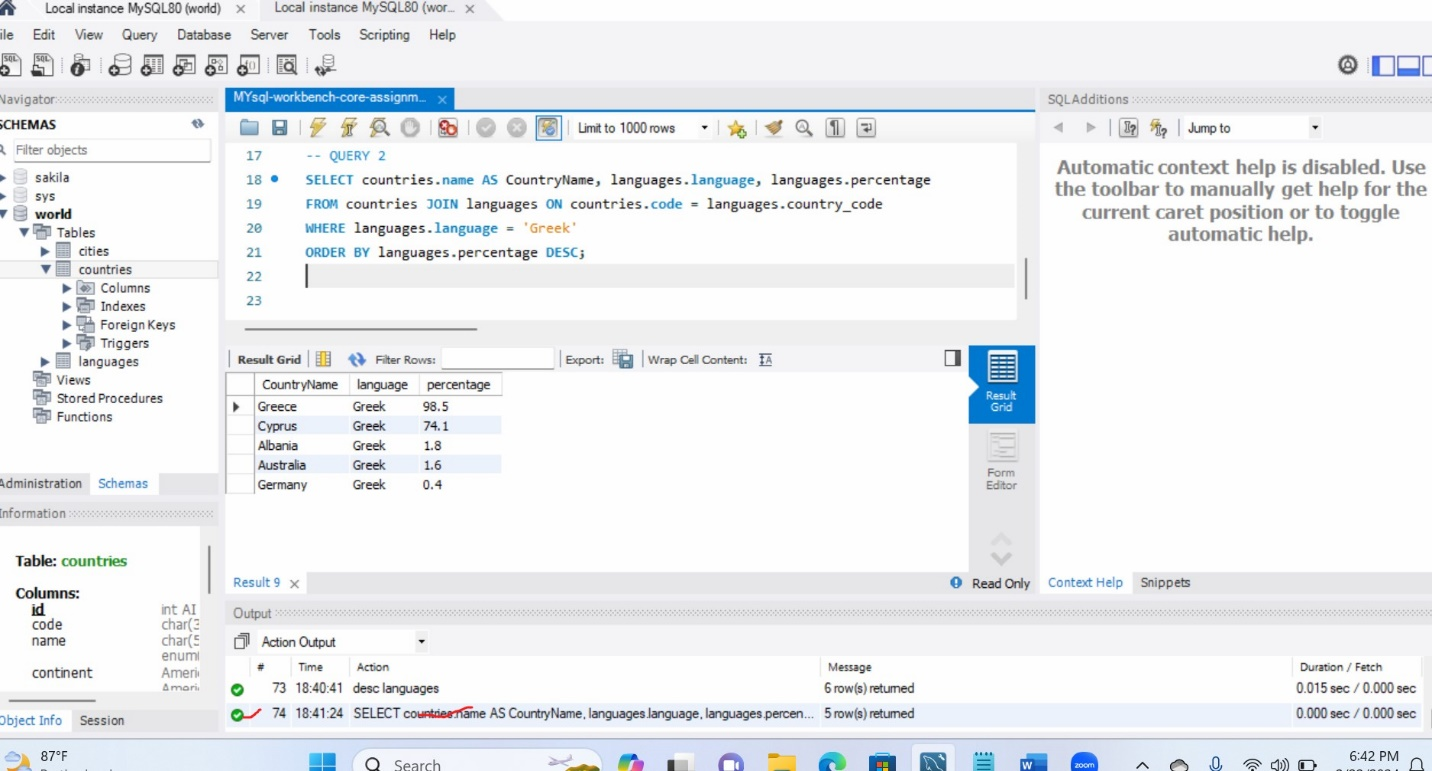 Local instance MySQL80 (world) ×
Local instance MySQL80 (wor... ×
ile Edit View Query Database Server Tools Scripting Help
Navigator
SCHEMAS
Filter objects
sakila
sys
world
Tables
cities
countries
Columns
Indexes
Foreign Keys
Triggers
languages
Views
Stored Procedures
Functions
Administration Schemas
Information
Table: countries
Columns:
id int AI
code char(3
name char(5
enum(
continent Ameri
Ameri
Object Info Session
MYsql-workbench-core-assignm... ×
Limit to 1000 rows
17 -- QUERY 2
18 SELECT countries.name AS CountryName, languages.language, languages.percentage
19 FROM countries JOIN languages ON countries.code = languages.country_code
20 WHERE languages.language = 'Greek'
21 ORDER BY languages.percentage DESC;
22
23
Result Grid Filter Rows: Export: Wrap Cell Content:
CountryName language percentage
Greece Greek 98.5
Cyprus Greek 74.1
Albania Greek 1.8
Australia Greek 1.6
Germany Greek 0.4
Result
Grid
Form
Editor
Result 9 ×
Read Only
SQLAdditions
Jump to
Automatic context help is disabled. Use
the toolbar to manually get help for the
current caret position or to toggle
automatic help.
Context Help Snippets
Output
Action Output
# Time Action Message Duration / Fetch
73 18:40:41 desc languages 6 row(s) returned 0.015 sec / 0.000 sec
74 18:41:24 SELECT countries.name AS CountryName, languages.language, languages.percen... 5 row(s) returned 0.000 sec / 0.000 sec
87°F
Search
zoom
6:42 PM